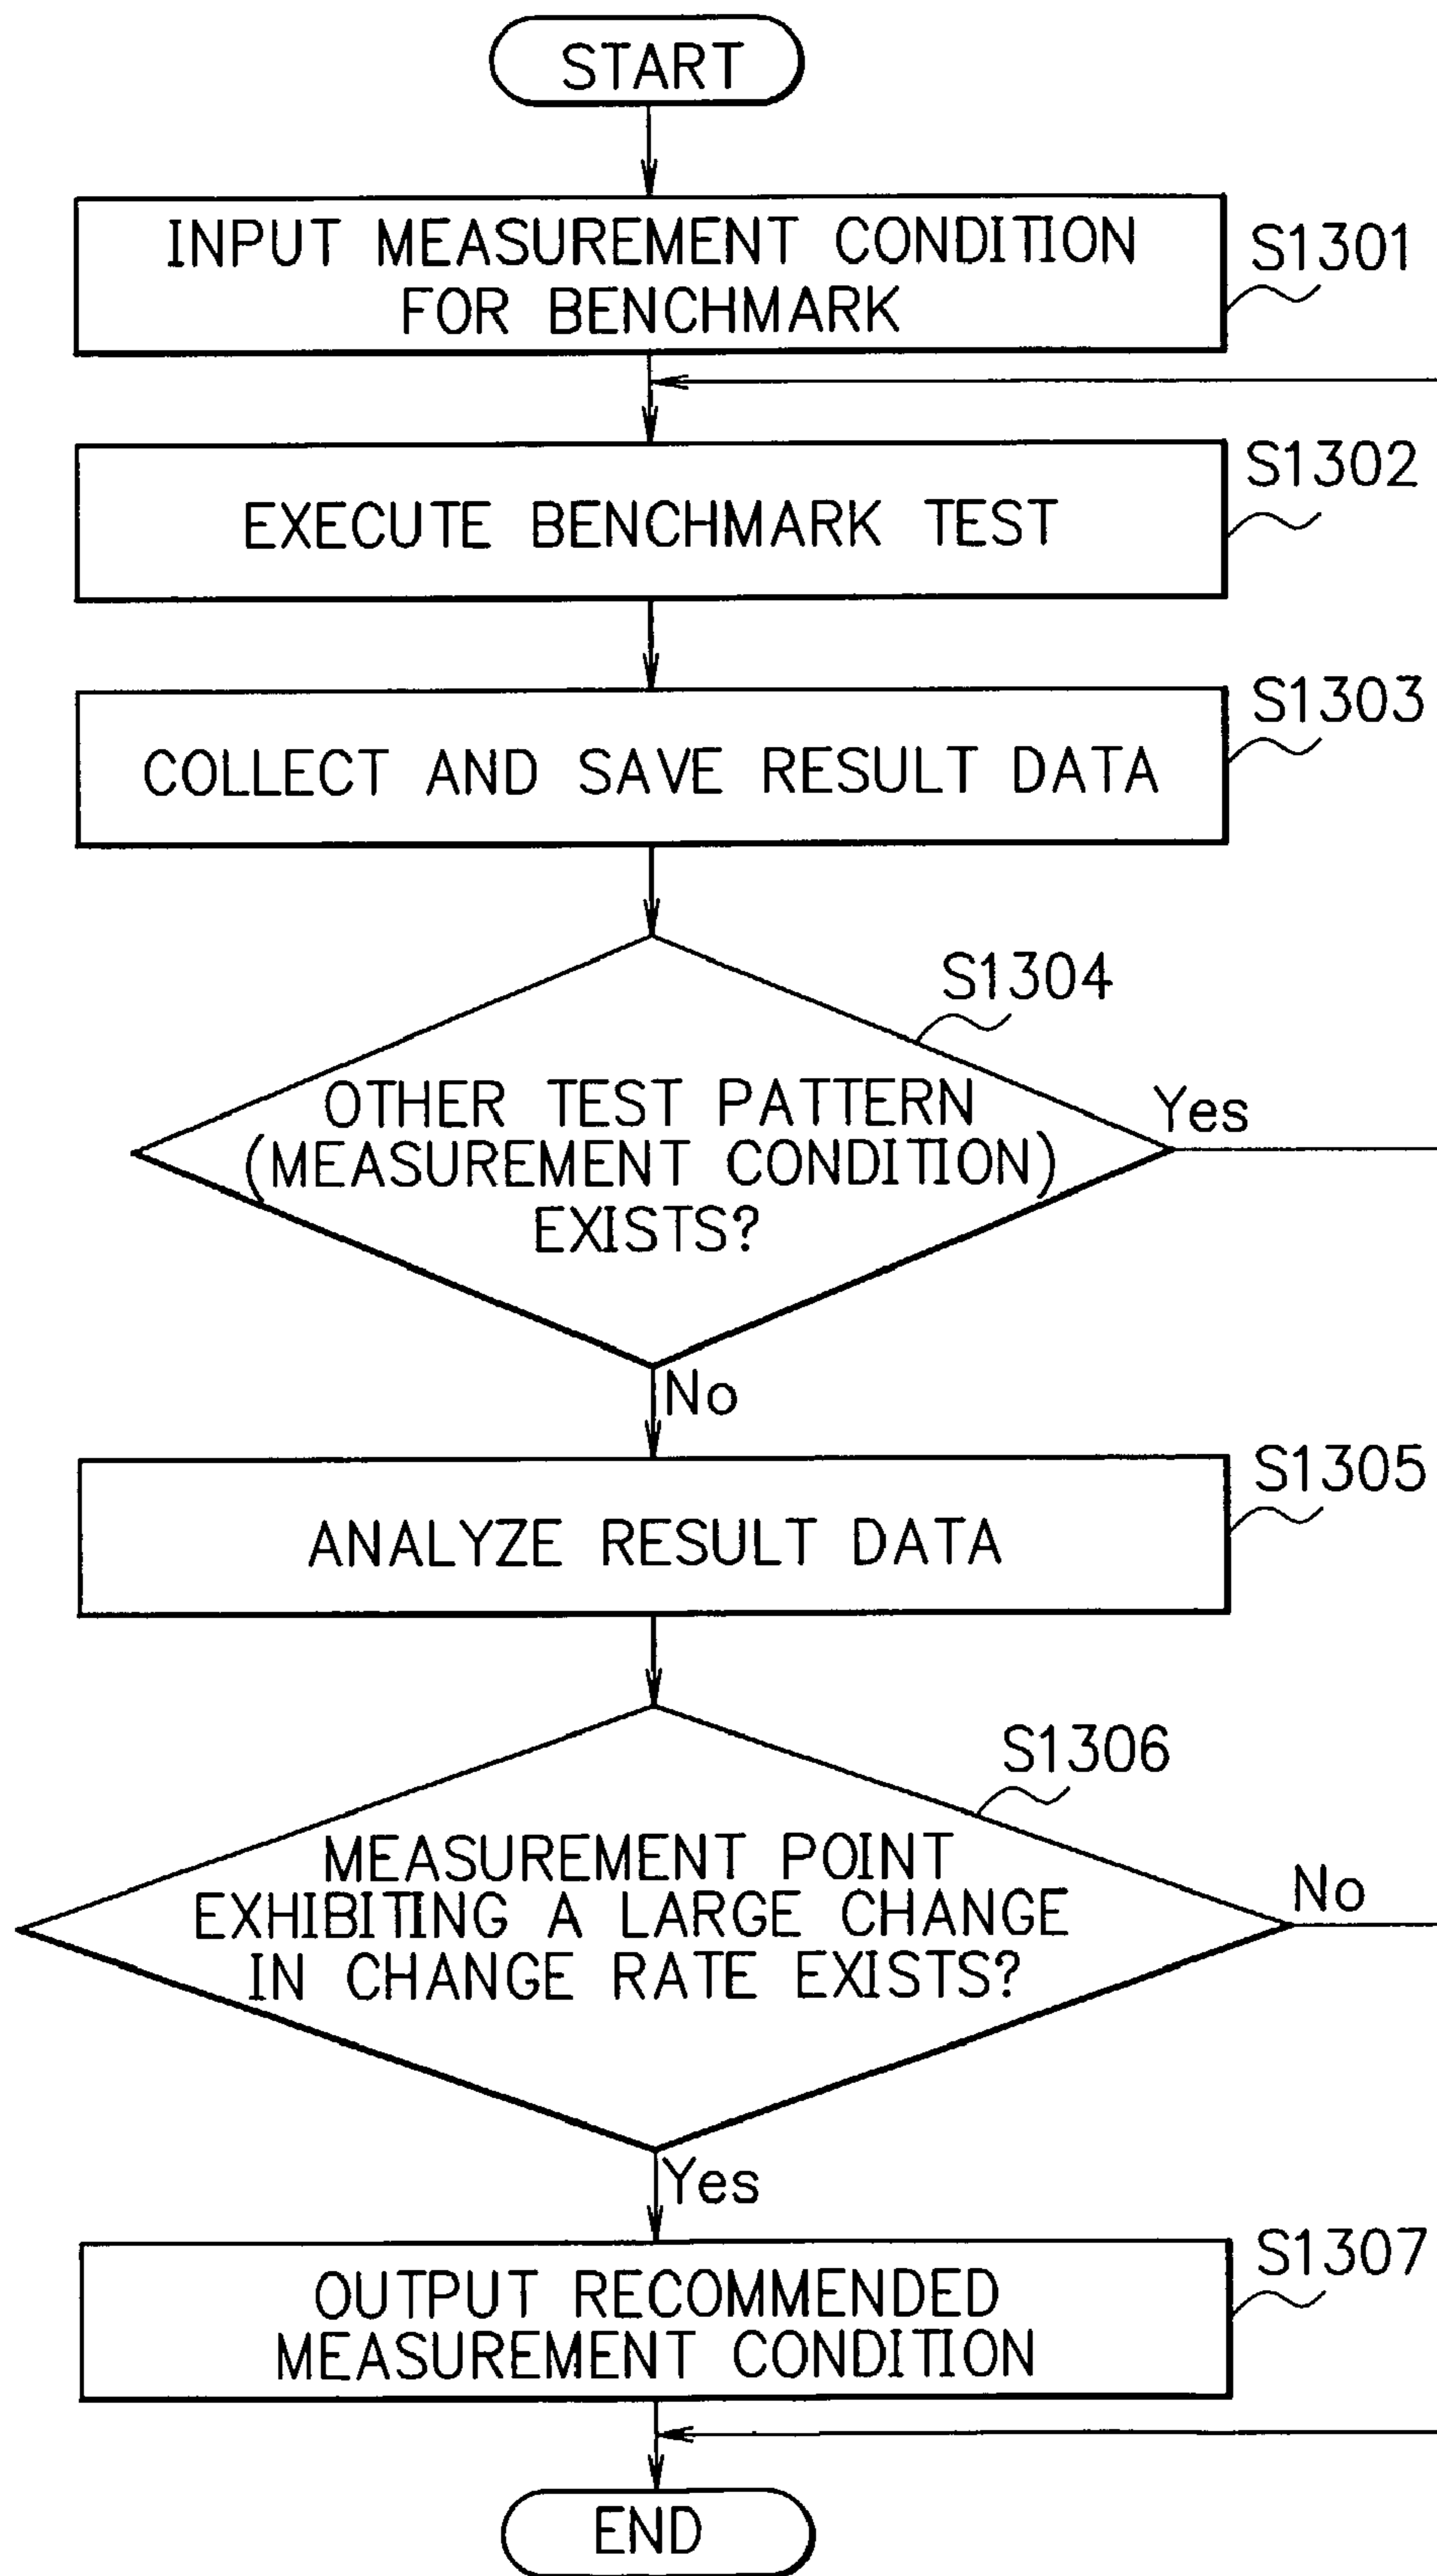 START
INPUT MEASUREMENT CONDITION
FOR BENCHMARK
S1301
EXECUTE BENCHMARK TEST
S1302
COLLECT AND SAVE RESULT DATA
S1303
S1304
OTHER TEST PATTERN
(MEASUREMENT CONDITION)
EXISTS?
Yes
No
ANALYZE RESULT DATA
S1305
S1306
MEASUREMENT POINT
EXHIBITING A LARGE CHANGE
IN CHANGE RATE EXISTS?
No
Yes
OUTPUT RECOMMENDED
MEASUREMENT CONDITION
S1307
END